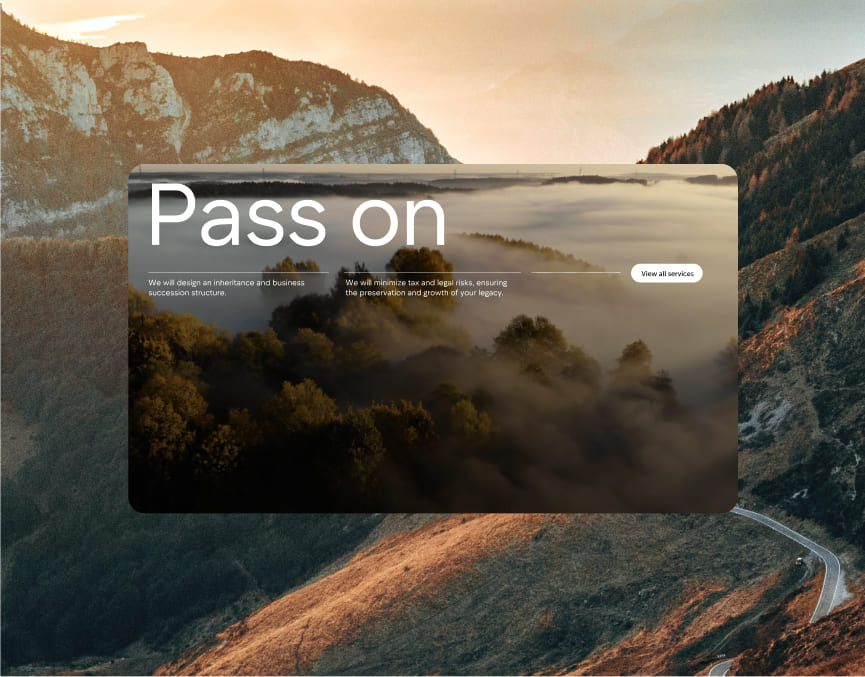 Pass on
We will design an inheritance and business
succession structure.
We will minimize tax and legal risks, ensuring
the preservation and growth of your legacy.
View all services